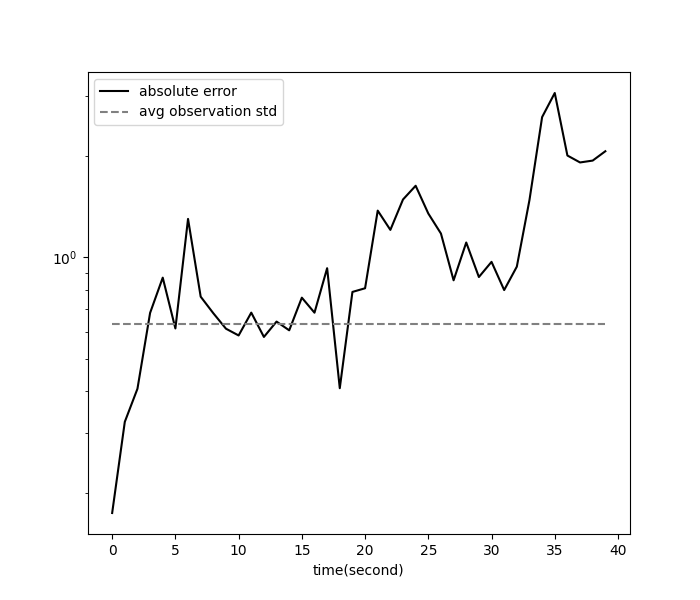 absolute error
avg observation std
10⁰
0 5 10 15 20 25 30 35 40
time(second)